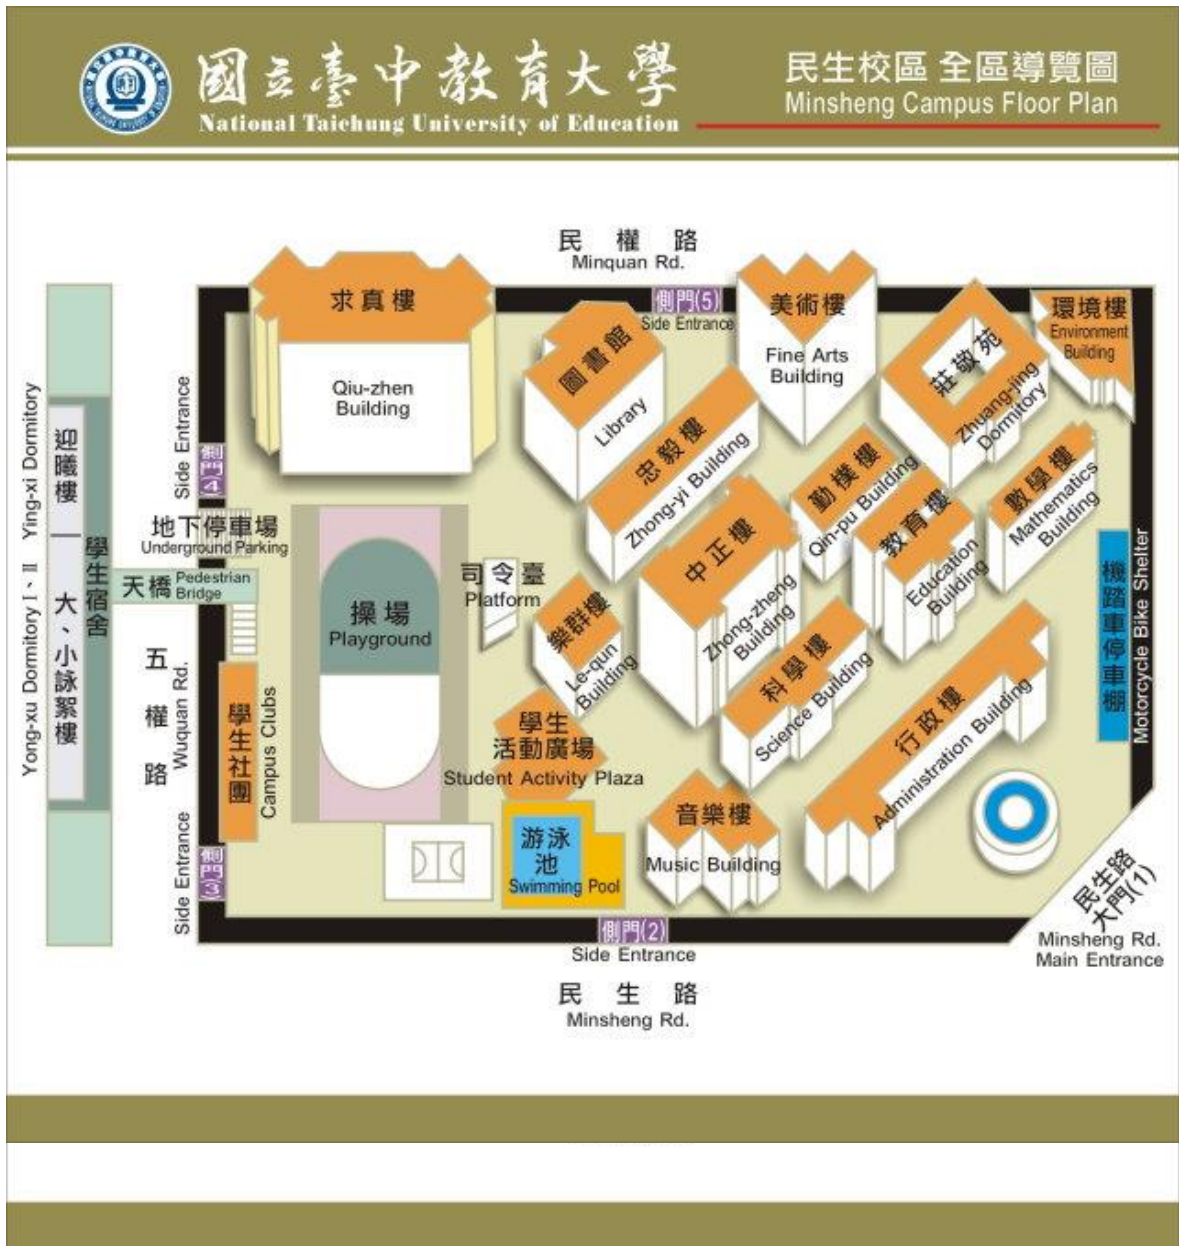 國立臺中教育大學
National Taichung University of Education
民生校區 全區導覽圖
Minsheng Campus Floor Plan
民權路
Minquan Rd.
求真樓
Qiu-zhen
Building
側門(5)
Side Entrance
圖書館
Library
美術樓
Fine Arts
Building
莊敬苑
Zhuang-jing
Dormitory
環境樓
Environment
Building
忠毅樓
Zhong-yi Building
勤樸樓
Qin-pu Building
教育樓
Education
Building
數學樓
Mathematics
Building
中正樓
Zhong-zheng
Building
Side Entrance
側門(4)
地下停車場
Underground Parking
天橋
Pedestrian
Bridge
迎曦樓
Ying-xi Dormitory
大、小詠絮樓
Yong-xu Dormitory I、II
學生宿舍
五權路
Wuquan Rd.
操場
Playground
司令臺
Platform
樂群樓
Le-qun
Building
科學樓
Science Building
行政樓
Administration Building
機踏車停車棚
Motorcycle Bike Shelter
學生社團
Campus Clubs
學生
活動廣場
Student Activity Plaza
游泳
池
Swimming Pool
音樂樓
Music Building
Side Entrance
側門(3)
側門(2)
Side Entrance
民生路
大門(1)
Minsheng Rd.
Main Entrance
民生路
Minsheng Rd.